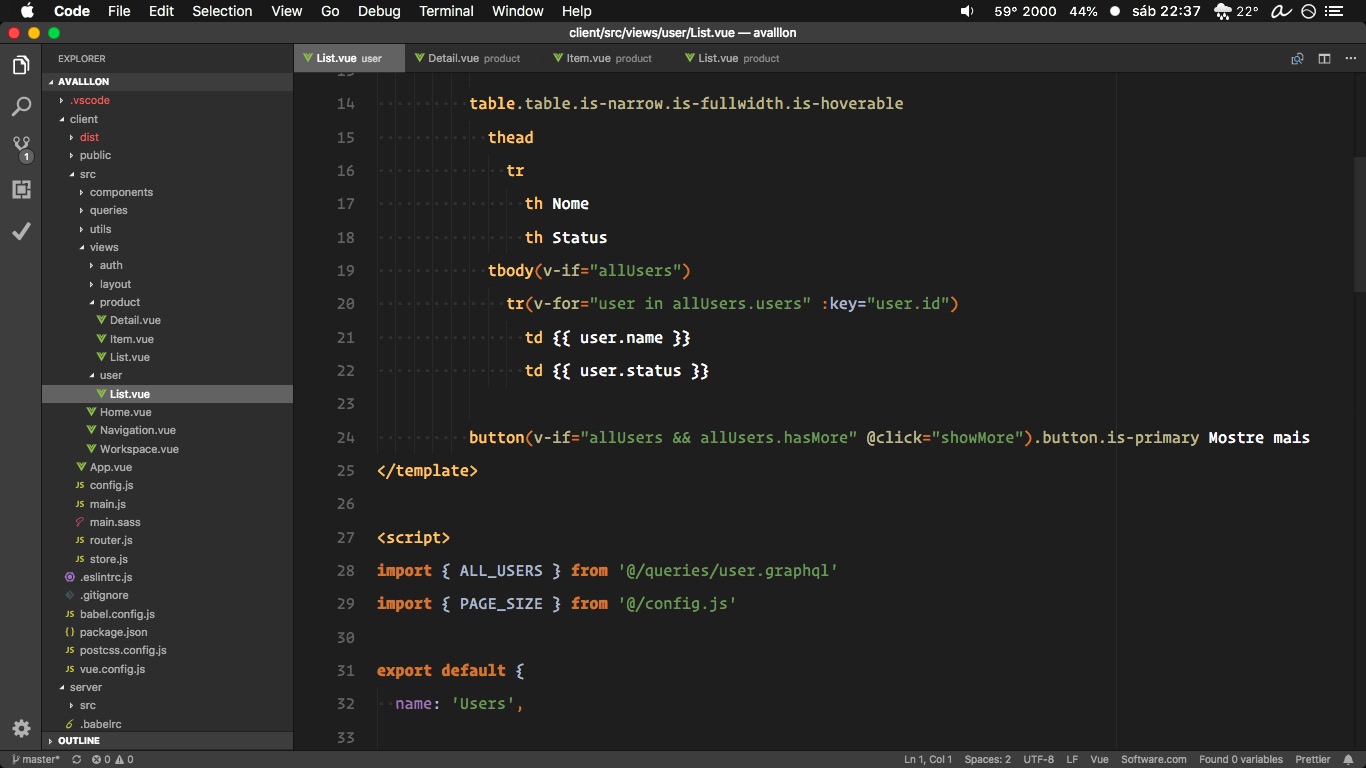 Code File Edit Selection View Go Debug Terminal Window Help 59° 2000 44% sáb 22:37 22°
client/src/views/user/List.vue — avalllon
EXPLORER
AVALLLON
.vscode
client
dist
public
src
components
queries
utils
views
auth
layout
product
Detail.vue
Item.vue
List.vue
user
List.vue
Home.vue
Navigation.vue
Workspace.vue
App.vue
JS config.js
JS main.js
main.sass
JS router.js
JS store.js
.eslintrc.js
.gitignore
JS babel.config.js
{} package.json
JS postcss.config.js
JS vue.config.js
server
src
.babelrc
OUTLINE
1
List.vue user Detail.vue product Item.vue product List.vue product
14 table.table.is-narrow.is-fullwidth.is-hoverable
15 thead
16 tr
17 th Nome
18 th Status
19 tbody(v-if="allUsers")
20 tr(v-for="user in allUsers.users" :key="user.id")
21 td {{ user.name }}
22 td {{ user.status }}
23
24 button(v-if="allUsers && allUsers.hasMore" @click="showMore").button.is-primary Mostre mais
25 </template>
26
27 <script>
28 import { ALL_USERS } from '@/queries/user.graphql'
29 import { PAGE_SIZE } from '@/config.js'
30
31 export default {
32 name: 'Users',
33
master* 0 0 Ln 1, Col 1 Spaces: 2 UTF-8 LF Vue Software.com Found 0 variables Prettier